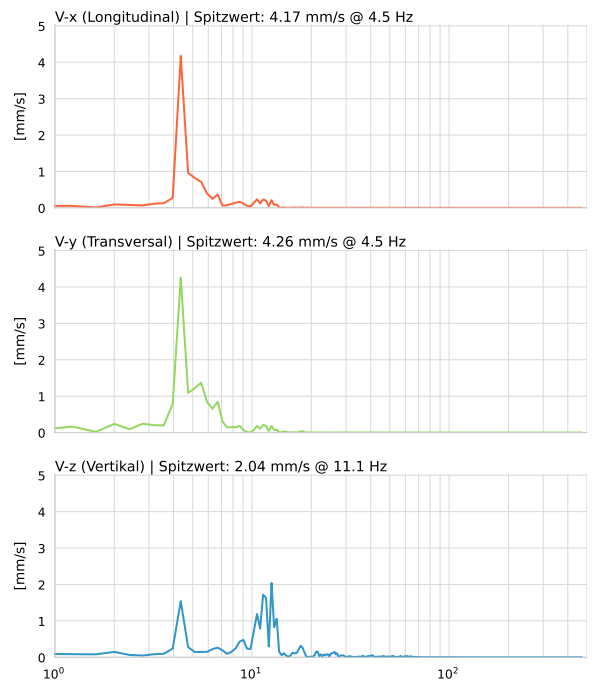 V-x (Longitudinal) | Spitzwert: 4.17 mm/s @ 4.5 Hz
5
4
3
2
1
0
[mm/s]
V-y (Transversal) | Spitzwert: 4.26 mm/s @ 4.5 Hz
5
4
3
2
1
0
[mm/s]
V-z (Vertikal) | Spitzwert: 2.04 mm/s @ 11.1 Hz
5
4
3
2
1
0
[mm/s]
10⁰ 10¹ 10²